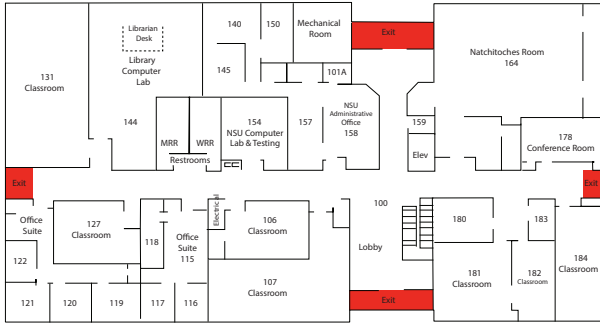 140
150
Mechanical
Room
Exit
Natchitoches Room
164
Librarian
Desk
Library
Computer
Lab
131
Classroom
145
101A
144
MRR
WRR
Restrooms
154
NSU Computer
Lab & Testing
157
NSU
Administrative
Office
158
159
Elev
178
Conference Room
Exit
Exit
Office
Suite
127
Classroom
118
Office
Suite
115
Electrical
106
Classroom
100
Lobby
180
183
122
121
120
119
117
116
107
Classroom
Exit
181
Classroom
182
Classroom
184
Classroom